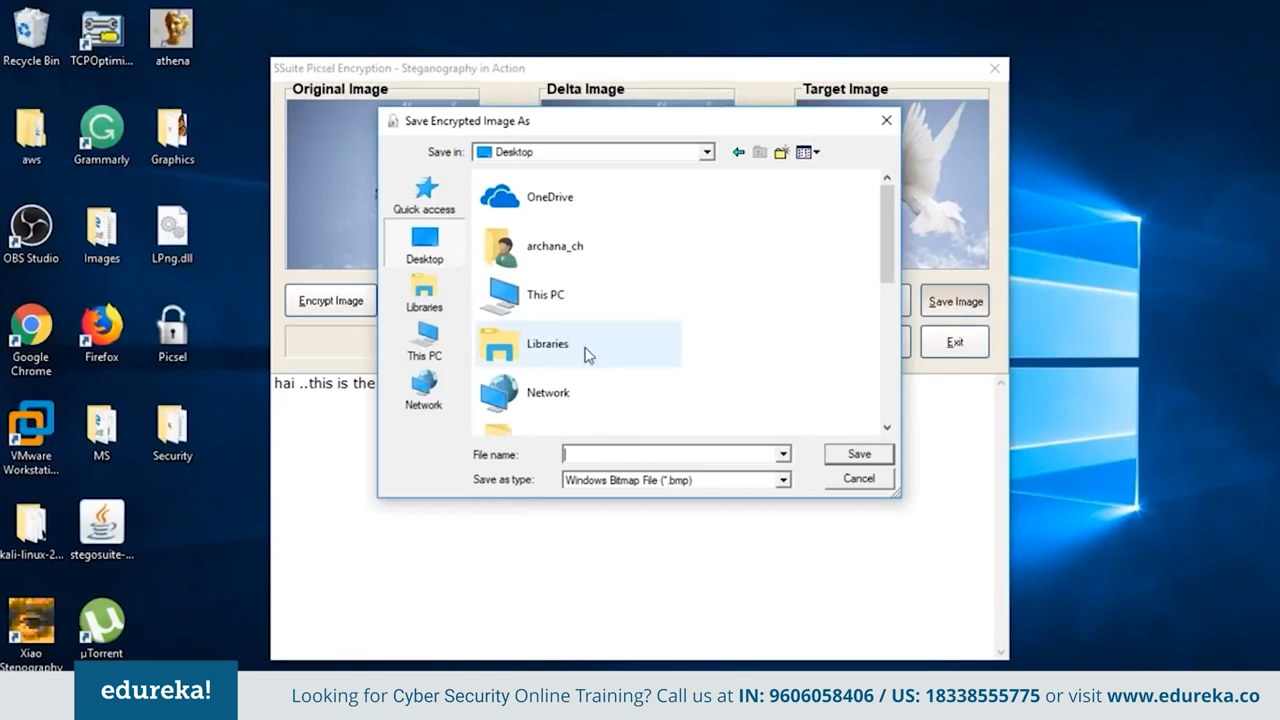 Recycle Bin
TCPOptimi...
athena
aws
Grammarly
Graphics
OBS Studio
Images
LPng.dll
Google
Chrome
Firefox
Picsel
VMware
Workstati...
MS
Security
kali-linux-2...
stegosuite-...
Xiao
Stenography
µTorrent
SSuite Picsel Encryption - Steganography in Action
Original Image
Delta Image
Target Image
Encrypt Image
Save Image
Exit
hai ..this is the
Save Encrypted Image As
Save in:
Desktop
Quick access
Desktop
Libraries
This PC
Network
OneDrive
archana_ch
This PC
Libraries
Network
File name:
Save
Save as type:
Windows Bitmap File (*.bmp)
Cancel
edureka!
Looking for Cyber Security Online Training? Call us at IN: 9606058406 / US: 18338555775 or visit www.edureka.co